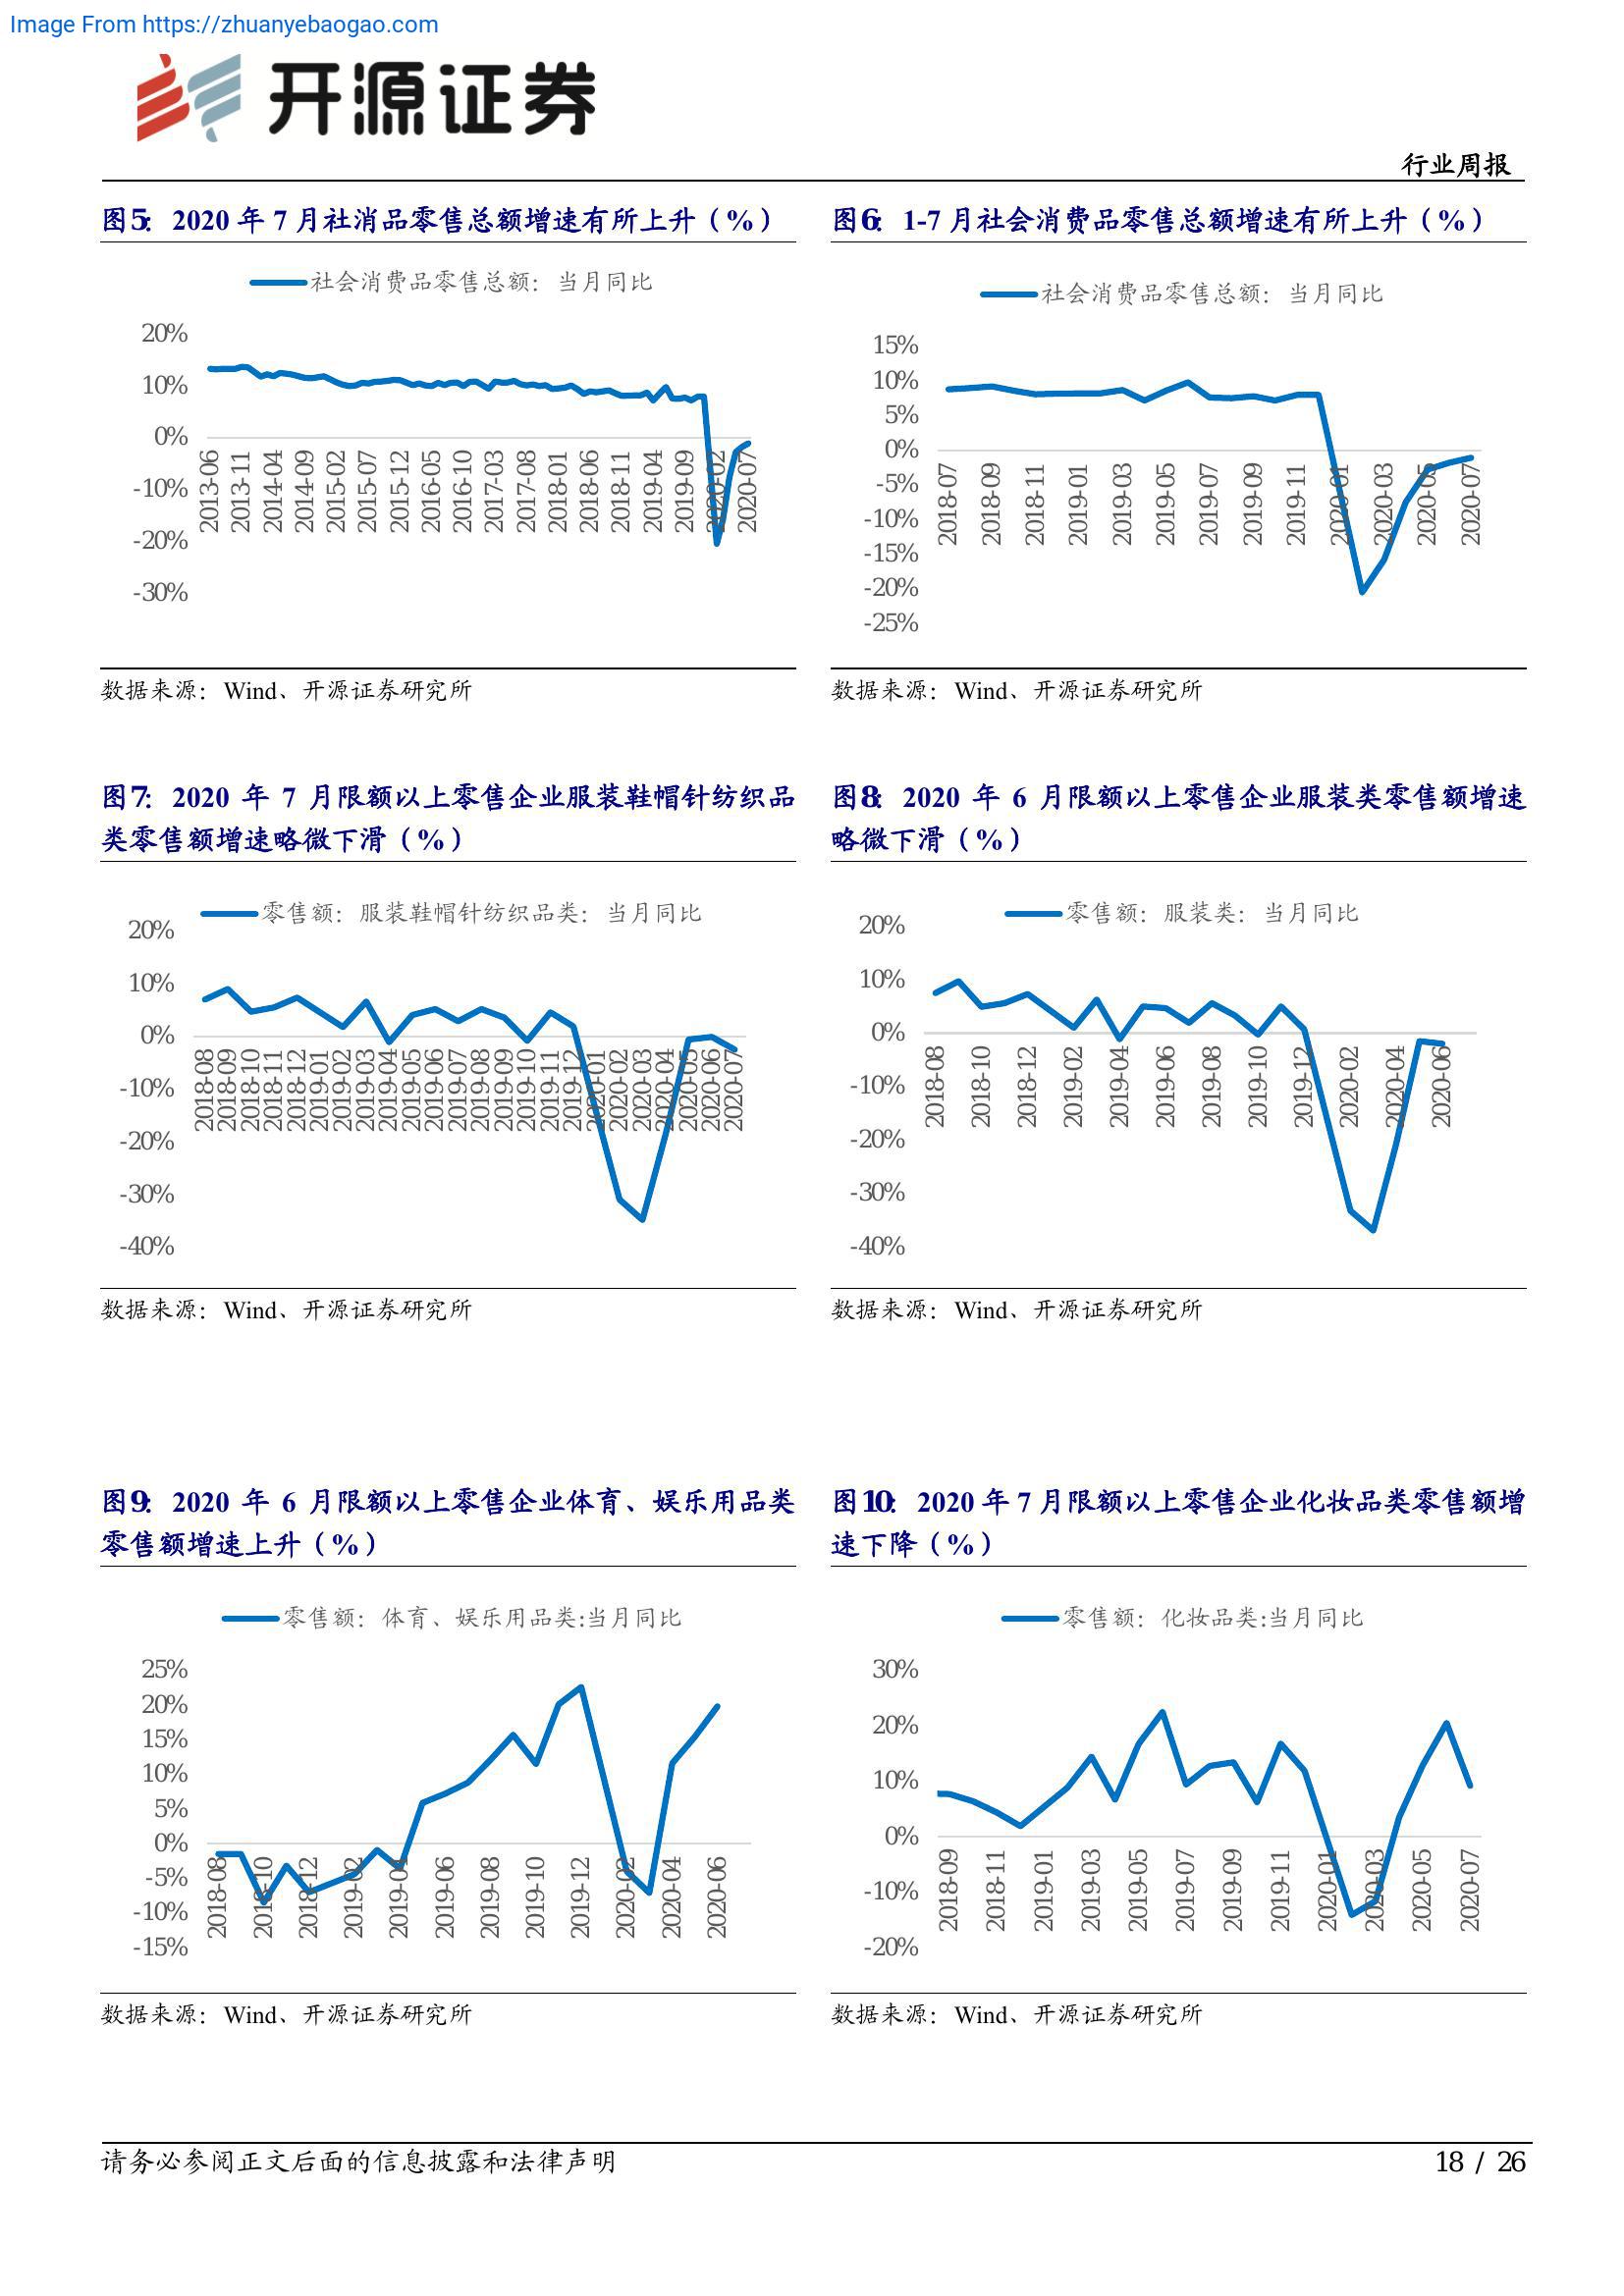 Image From https://zhuanyebaogao.com
开源证券
行业周报
图5： 2020 年 7 月社消品零售总额增速有所上升（%）
社会消费品零售总额：当月同比
20%
10%
0%
-10%
-20%
-30%
2013-06 2013-11 2014-04 2014-09 2015-02 2015-07 2015-12 2016-05 2016-10 2017-03 2017-08 2018-01 2018-06 2018-11 2019-04 2019-09 2020-02 2020-07
数据来源：Wind、开源证券研究所
图6： 1-7 月社会消费品零售总额增速有所上升（%）
社会消费品零售总额：当月同比
15%
10%
5%
0%
-5%
-10%
-15%
-20%
-25%
2018-07 2018-09 2018-11 2019-01 2019-03 2019-05 2019-07 2019-09 2019-11 2020-01 2020-03 2020-05 2020-07
数据来源：Wind、开源证券研究所
图7： 2020 年 7 月限额以上零售企业服装鞋帽针纺织品
类零售额增速略微下滑（%）
零售额：服装鞋帽针纺织品类：当月同比
20%
10%
0%
-10%
-20%
-30%
-40%
2018-08 2018-09 2018-10 2018-11 2018-12 2019-01 2019-02 2019-03 2019-04 2019-05 2019-06 2019-07 2019-08 2019-09 2019-10 2019-11 2019-12 2020-01 2020-02 2020-03 2020-04 2020-05 2020-06 2020-07
数据来源：Wind、开源证券研究所
图8： 2020 年 6 月限额以上零售企业服装类零售额增速
略微下滑（%）
零售额：服装类：当月同比
20%
10%
0%
-10%
-20%
-30%
-40%
2018-08 2018-10 2018-12 2019-02 2019-04 2019-06 2019-08 2019-10 2019-12 2020-02 2020-04 2020-06
数据来源：Wind、开源证券研究所
图9： 2020 年 6 月限额以上零售企业体育、娱乐用品类
零售额增速上升（%）
零售额：体育、娱乐用品类:当月同比
25%
20%
15%
10%
5%
0%
-5%
-10%
-15%
2018-08 2018-10 2018-12 2019-02 2019-04 2019-06 2019-08 2019-10 2019-12 2020-02 2020-04 2020-06
数据来源：Wind、开源证券研究所
图10： 2020 年 7 月限额以上零售企业化妆品类零售额增
速下降（%）
零售额：化妆品类:当月同比
30%
20%
10%
0%
-10%
-20%
2018-09 2018-11 2019-01 2019-03 2019-05 2019-07 2019-09 2019-11 2020-01 2020-03 2020-05 2020-07
数据来源：Wind、开源证券研究所
请务必参阅正文后面的信息披露和法律声明
18 / 26